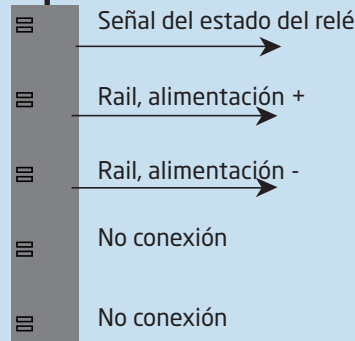 Señal del estado del relé
Rail, alimentación +
Rail, alimentación -
No conexión
No conexión